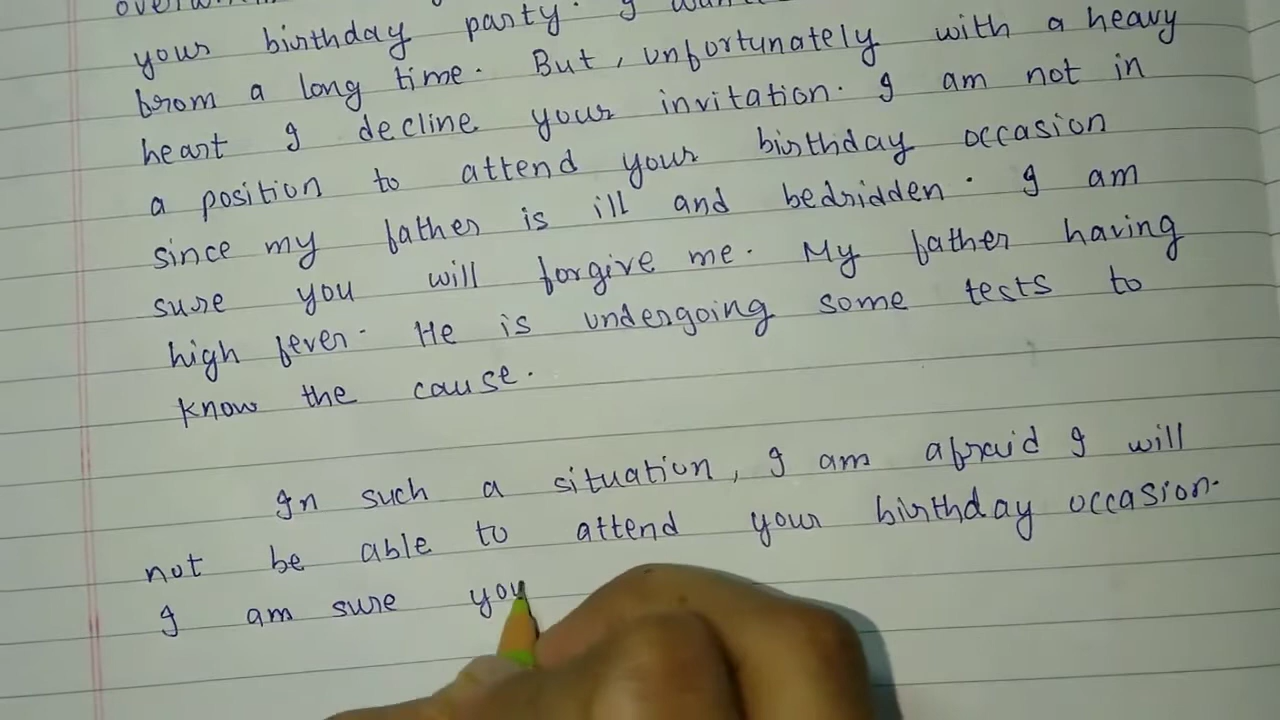 your birthday party. I
from a long time. But, unfortunately with a heavy
heart I decline your invitation. I am not in
a position to attend your birthday occasion
since my father is ill and bedridden. I am
sure you will forgive me. My father having
high fever. He is undergoing some tests to
know the cause.
In such a situation, I am afraid I will
not be able to attend your birthday occasion.
I am sure you